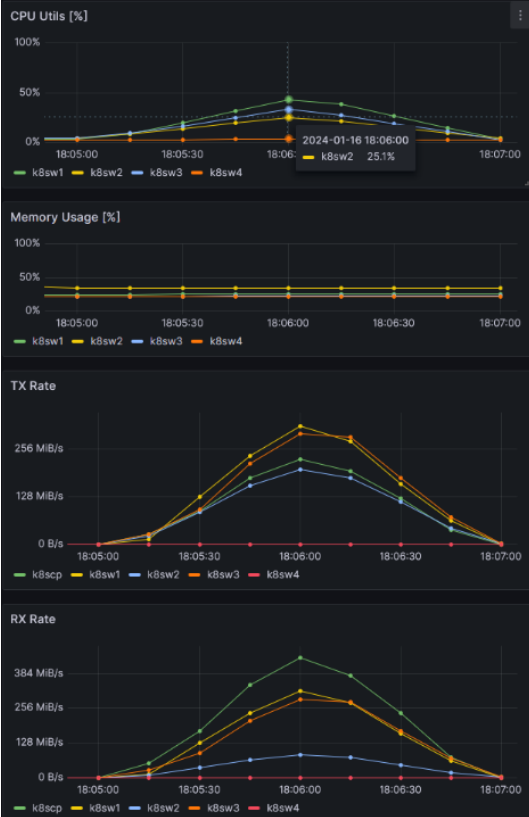 CPU Utils [%]
100%
50%
0%
18:05:00 18:05:30 18:06: 18:07:00
2024-01-16 18:06:00
k8sw2 25.1%
k8sw1 k8sw2 k8sw3 k8sw4
Memory Usage [%]
100%
50%
0%
18:05:00 18:05:30 18:06:00 18:06:30 18:07:00
k8sw1 k8sw2 k8sw3 k8sw4
TX Rate
256 MiB/s
128 MiB/s
0 B/s
18:05:00 18:05:30 18:06:00 18:06:30 18:07:00
k8scp k8sw1 k8sw2 k8sw3 k8sw4
RX Rate
384 MiB/s
256 MiB/s
128 MiB/s
0 B/s
18:05:00 18:05:30 18:06:00 18:06:30 18:07:00
k8scp k8sw1 k8sw2 k8sw3 k8sw4